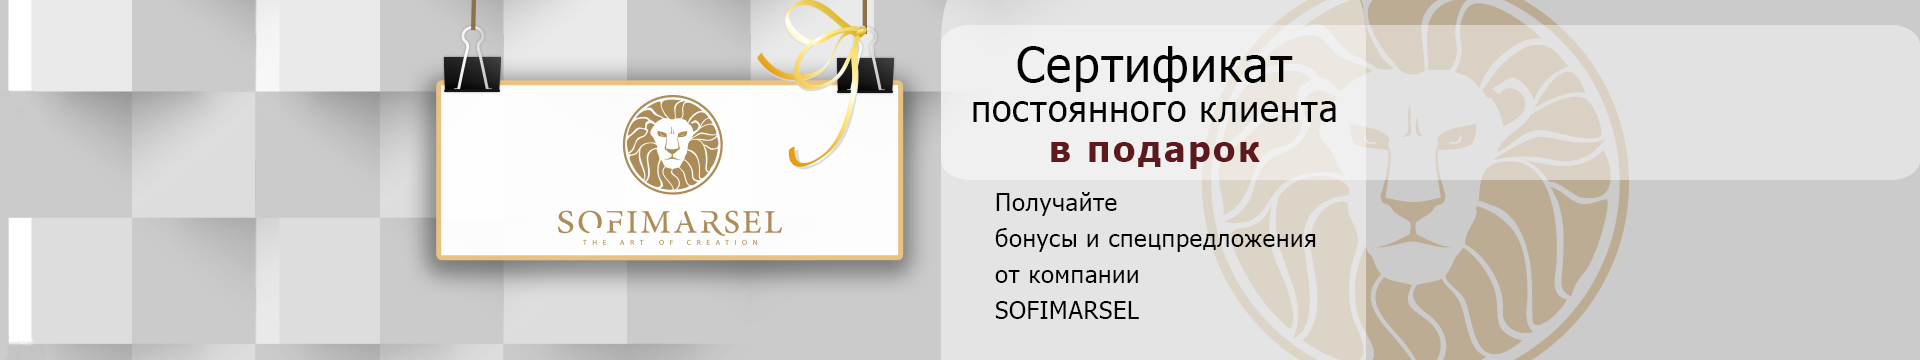 SOFIMARSEL
THE ART OF CREATION
Сертификат
постоянного клиента
в подарок
Получайте
бонусы и спецпредложения
от компании
SOFIMARSEL